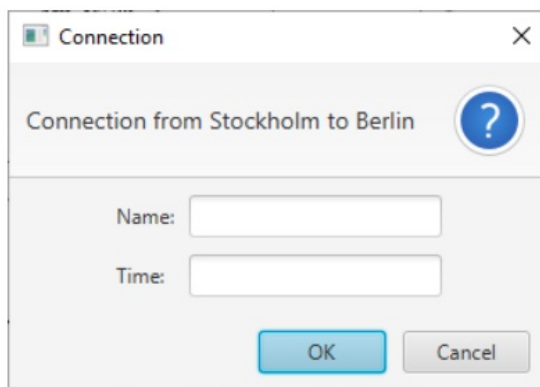 Connection
Connection from Stockholm to Berlin
?
Name:
Time:
OK Cancel